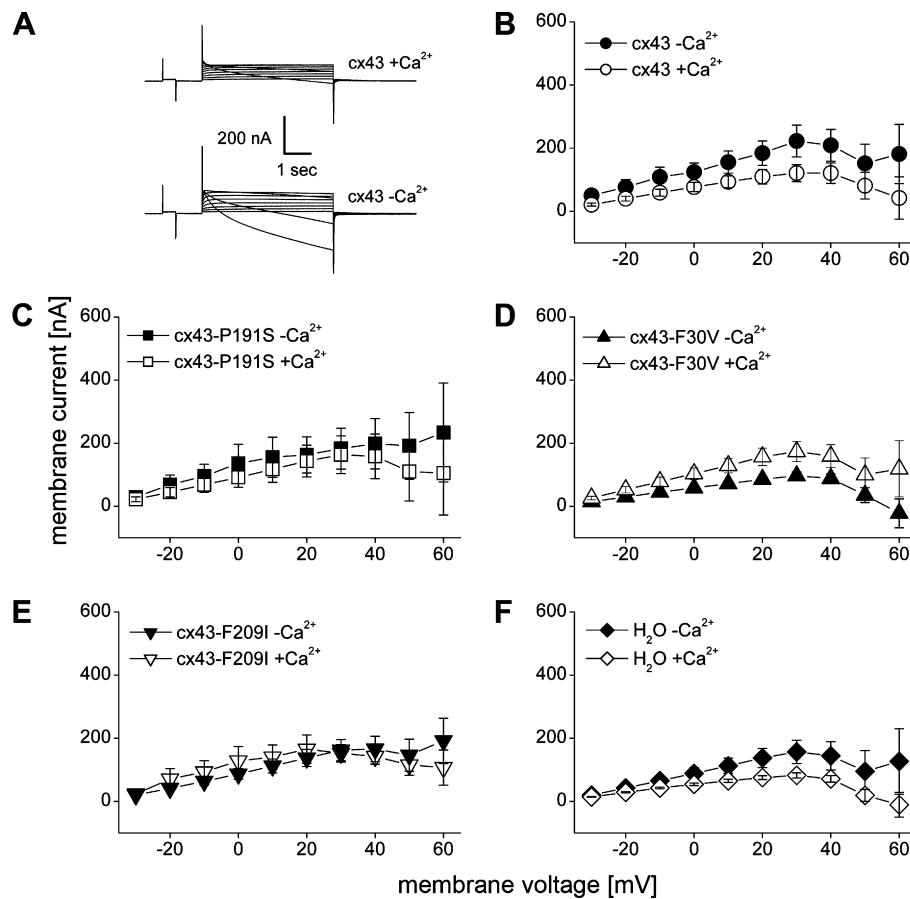 A
cx43 +Ca²⁺
200 nA
1 sec
cx43 -Ca²⁺
B
600
400
200
0
cx43 -Ca²⁺
cx43 +Ca²⁺
-20 0 20 40 60
C
600
400
200
0
cx43-P191S -Ca²⁺
cx43-P191S +Ca²⁺
-20 0 20 40 60
D
600
400
200
0
cx43-F30V -Ca²⁺
cx43-F30V +Ca²⁺
-20 0 20 40 60
membrane current [nA]
E
600
400
200
0
cx43-F209I -Ca²⁺
cx43-F209I +Ca²⁺
-20 0 20 40 60
F
600
400
200
0
H₂O -Ca²⁺
H₂O +Ca²⁺
-20 0 20 40 60
membrane voltage [mV]